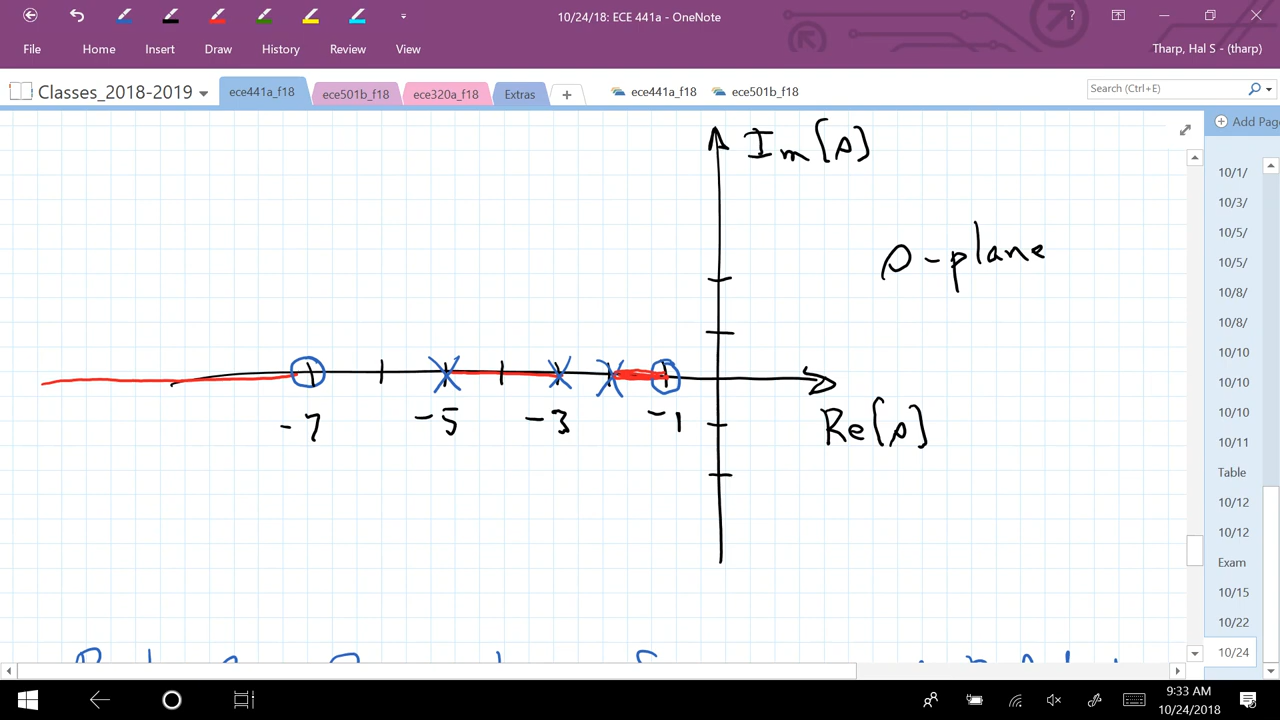 10/24/18: ECE 441a - OneNote
?
File Home Insert Draw History Review View
Tharp, Hal S - (tharp)
Classes_2018-2019 ece441a_f18 ece501b_f18 ece320a_f18 Extras + ece441a_f18 ece501b_f18
Search (Ctrl+E)
Add Page
Im[s]
s-plane
-7 -5 -3 -1
Re[s]
10/1/
10/3/
10/5/
10/5/
10/8/
10/8/
10/10
10/10
10/10
10/11
Table
10/12
10/12
Exam
10/15
10/22
10/24
9:33 AM
10/24/2018